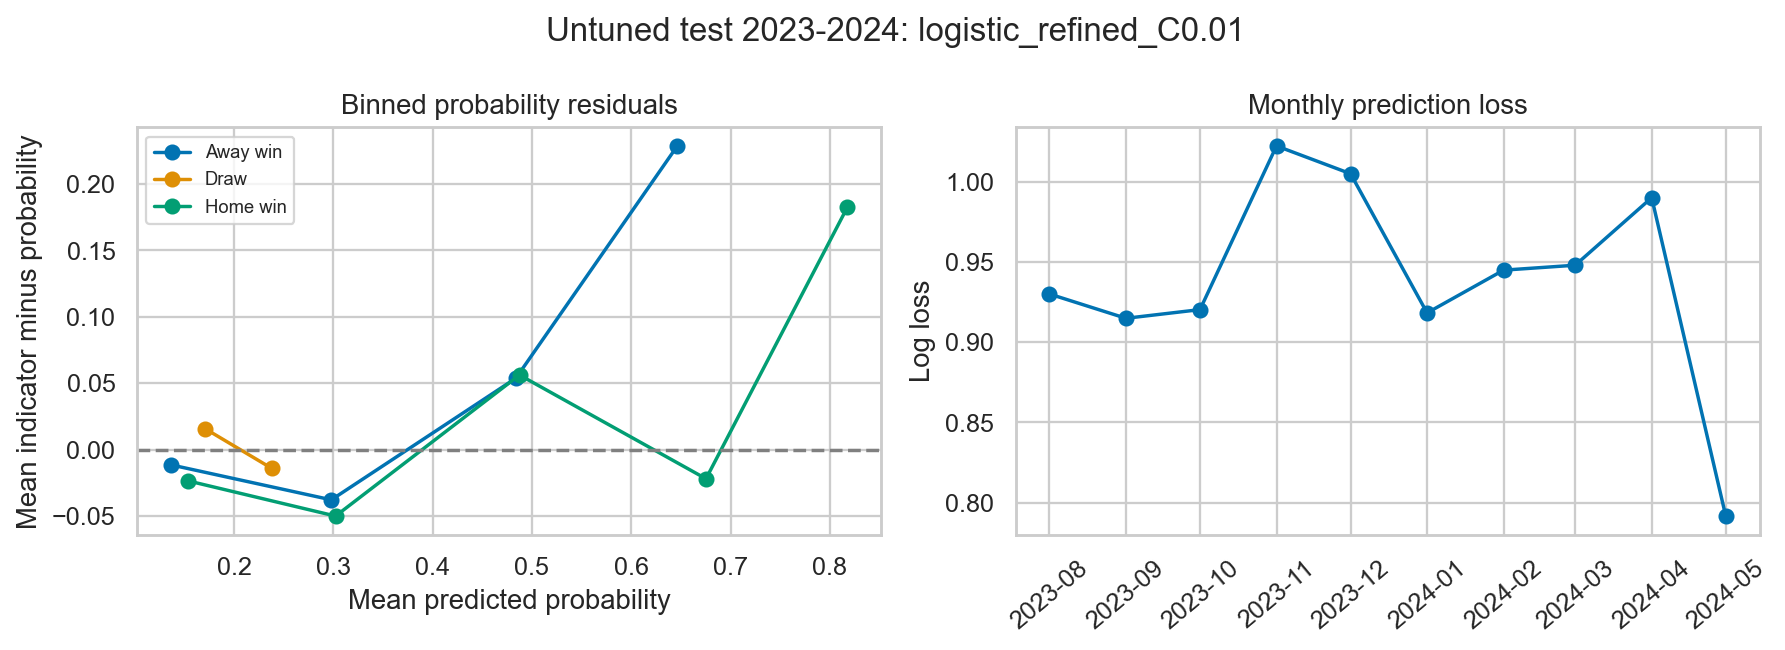 Untuned test 2023-2024: logistic_refined_C0.01
Binned probability residuals
Mean indicator minus probability
0.20
0.15
0.10
0.05
0.00
−0.05
Away win
Draw
Home win
0.2 0.3 0.4 0.5 0.6 0.7 0.8
Mean predicted probability
Monthly prediction loss
Log loss
1.00
0.95
0.90
0.85
0.80
2023-08 2023-09 2023-10 2023-11 2023-12 2024-01 2024-02 2024-03 2024-04 2024-05